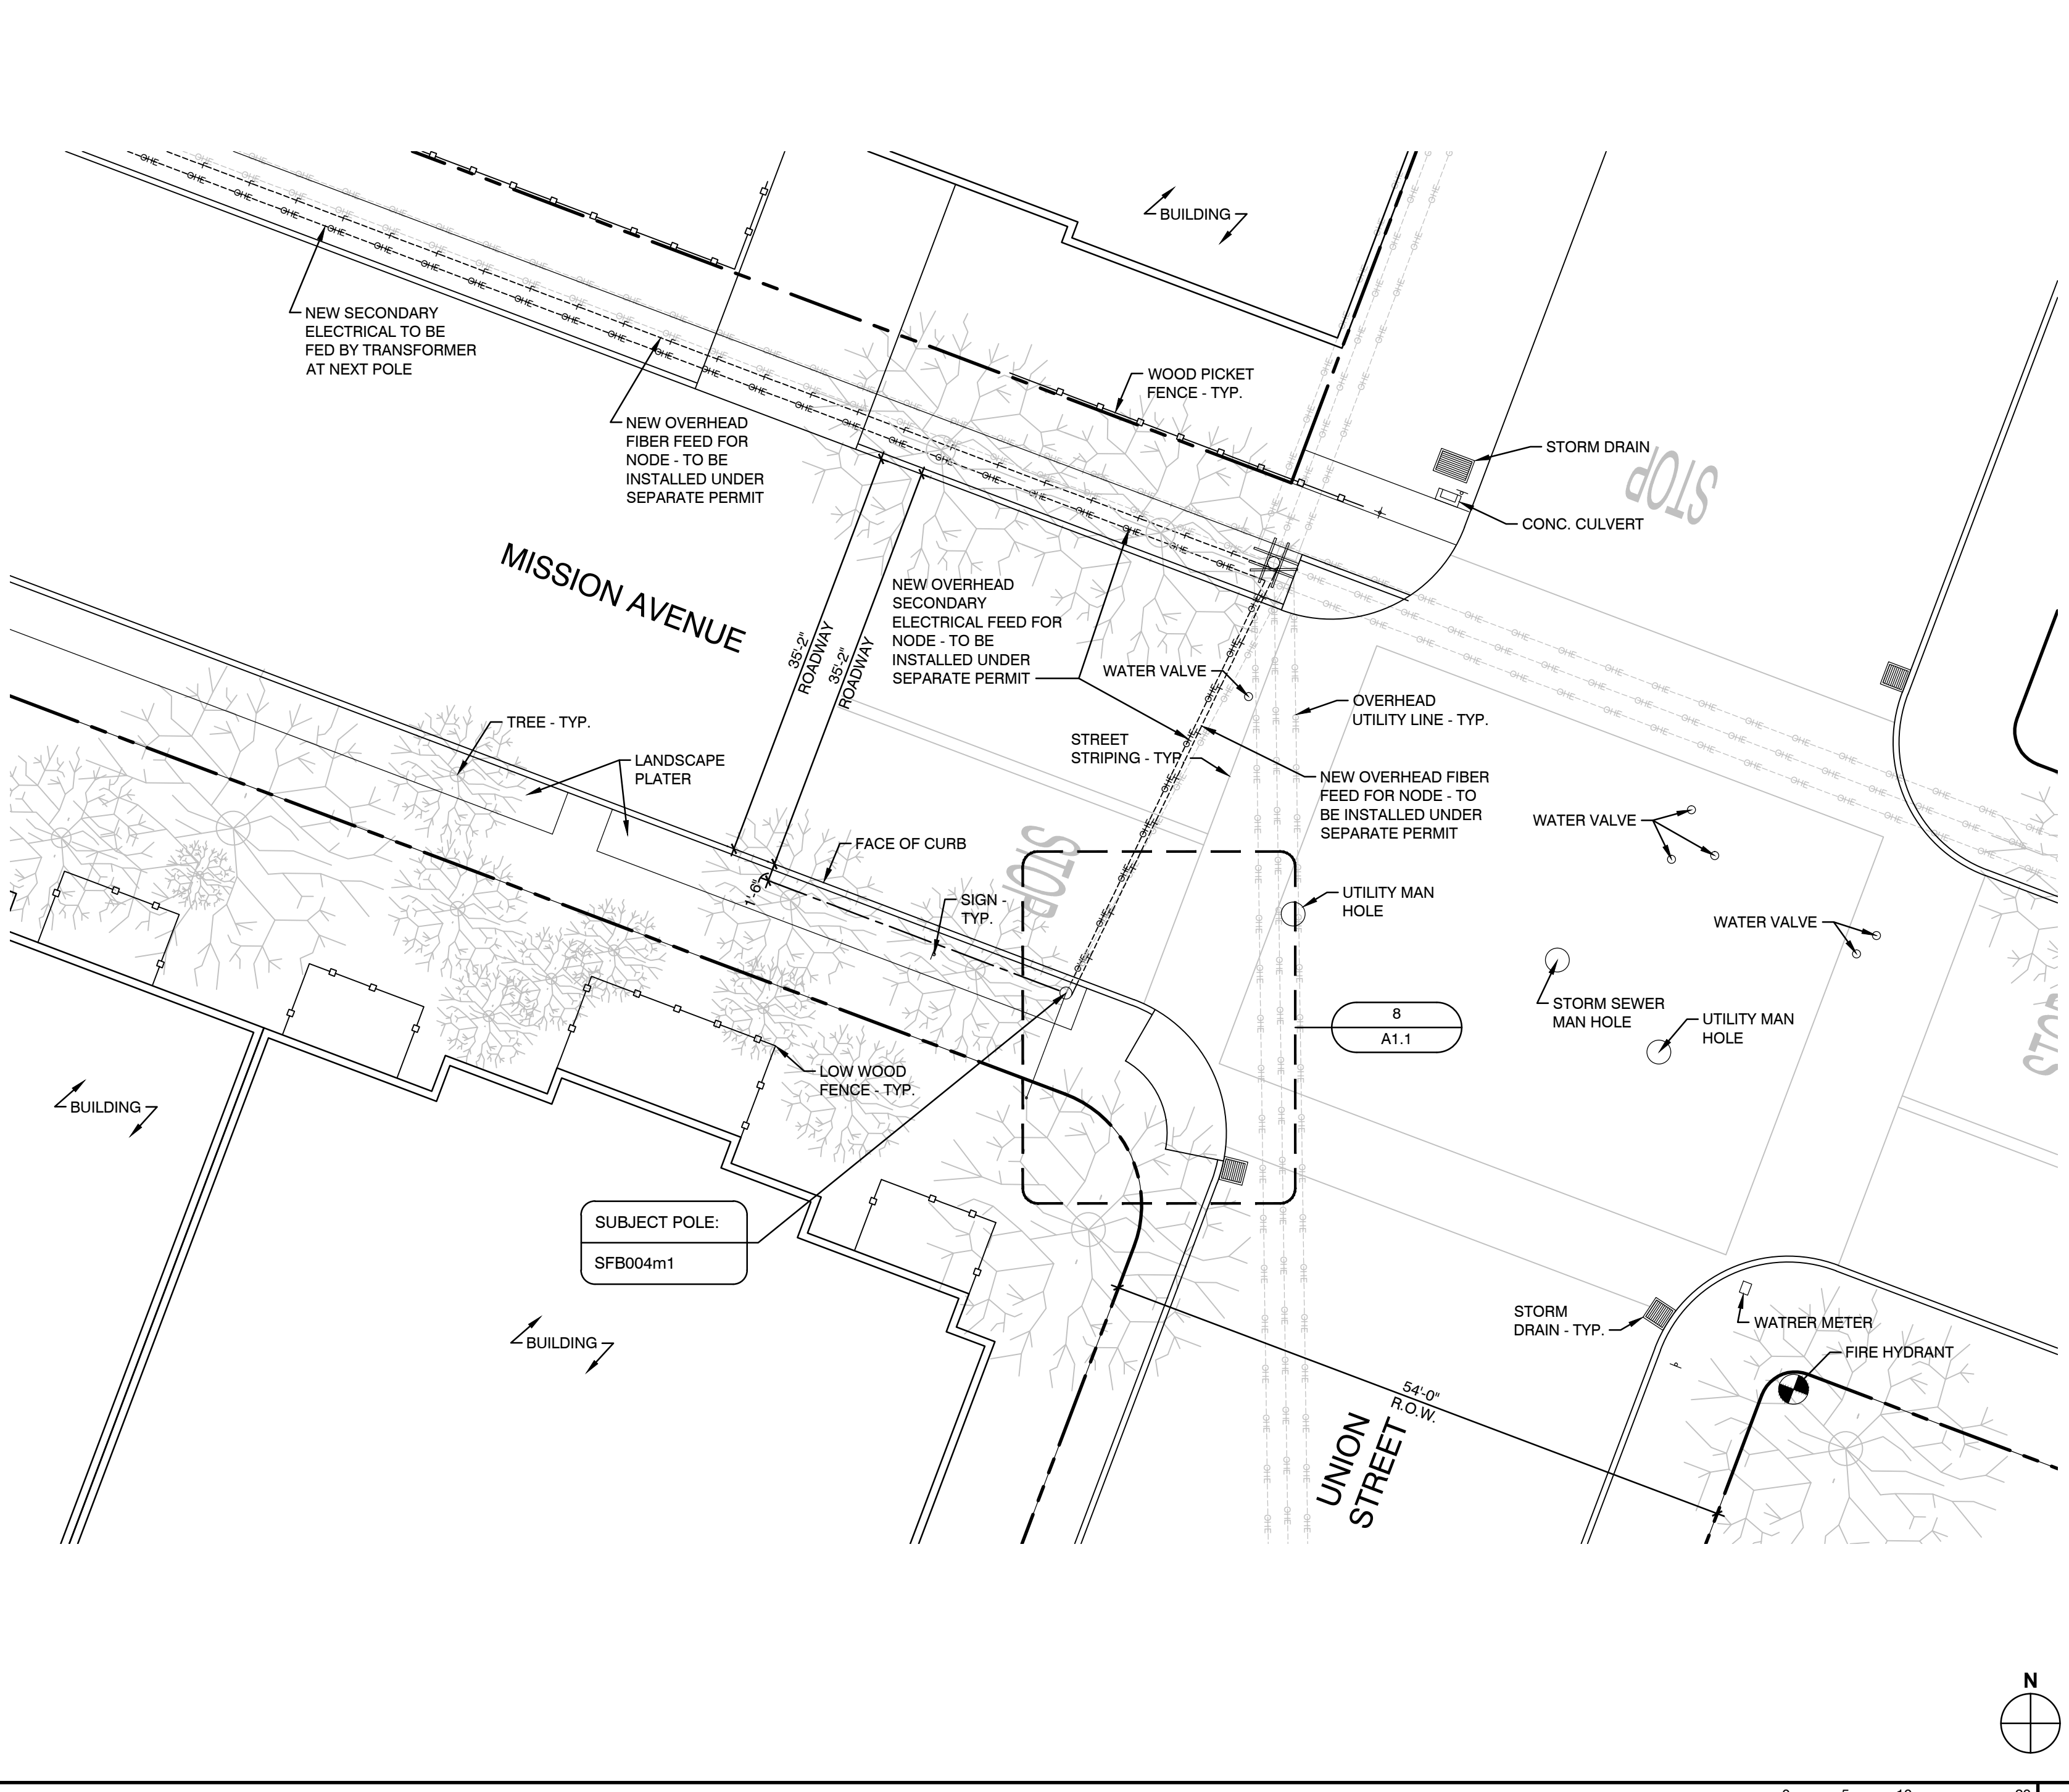 BUILDING
NEW SECONDARY
ELECTRICAL TO BE
FED BY TRANSFORMER
AT NEXT POLE
WOOD PICKET
FENCE - TYP.
NEW OVERHEAD
FIBER FEED FOR
NODE - TO BE
INSTALLED UNDER
SEPARATE PERMIT
STORM DRAIN
STOP
CONC. CULVERT
MISSION AVENUE
NEW OVERHEAD
SECONDARY
ELECTRICAL FEED FOR
NODE - TO BE
INSTALLED UNDER
SEPARATE PERMIT
35'-2"
ROADWAY
35'-2"
ROADWAY
WATER VALVE
OVERHEAD
UTILITY LINE - TYP.
TREE - TYP.
STREET
STRIPING - TYP.
LANDSCAPE
PLATER
NEW OVERHEAD FIBER
FEED FOR NODE - TO
BE INSTALLED UNDER
SEPARATE PERMIT
WATER VALVE
FACE OF CURB
STOP
1'-6"
SIGN -
TYP.
UTILITY MAN
HOLE
WATER VALVE
8
A1.1
STORM SEWER
MAN HOLE
UTILITY MAN
HOLE
STOP
LOW WOOD
FENCE - TYP.
BUILDING
SUBJECT POLE:
SFB004m1
BUILDING
STORM
DRAIN - TYP.
WATRER METER
FIRE HYDRANT
54'-0"
R.O.W.
UNION
STREET
OHE
N